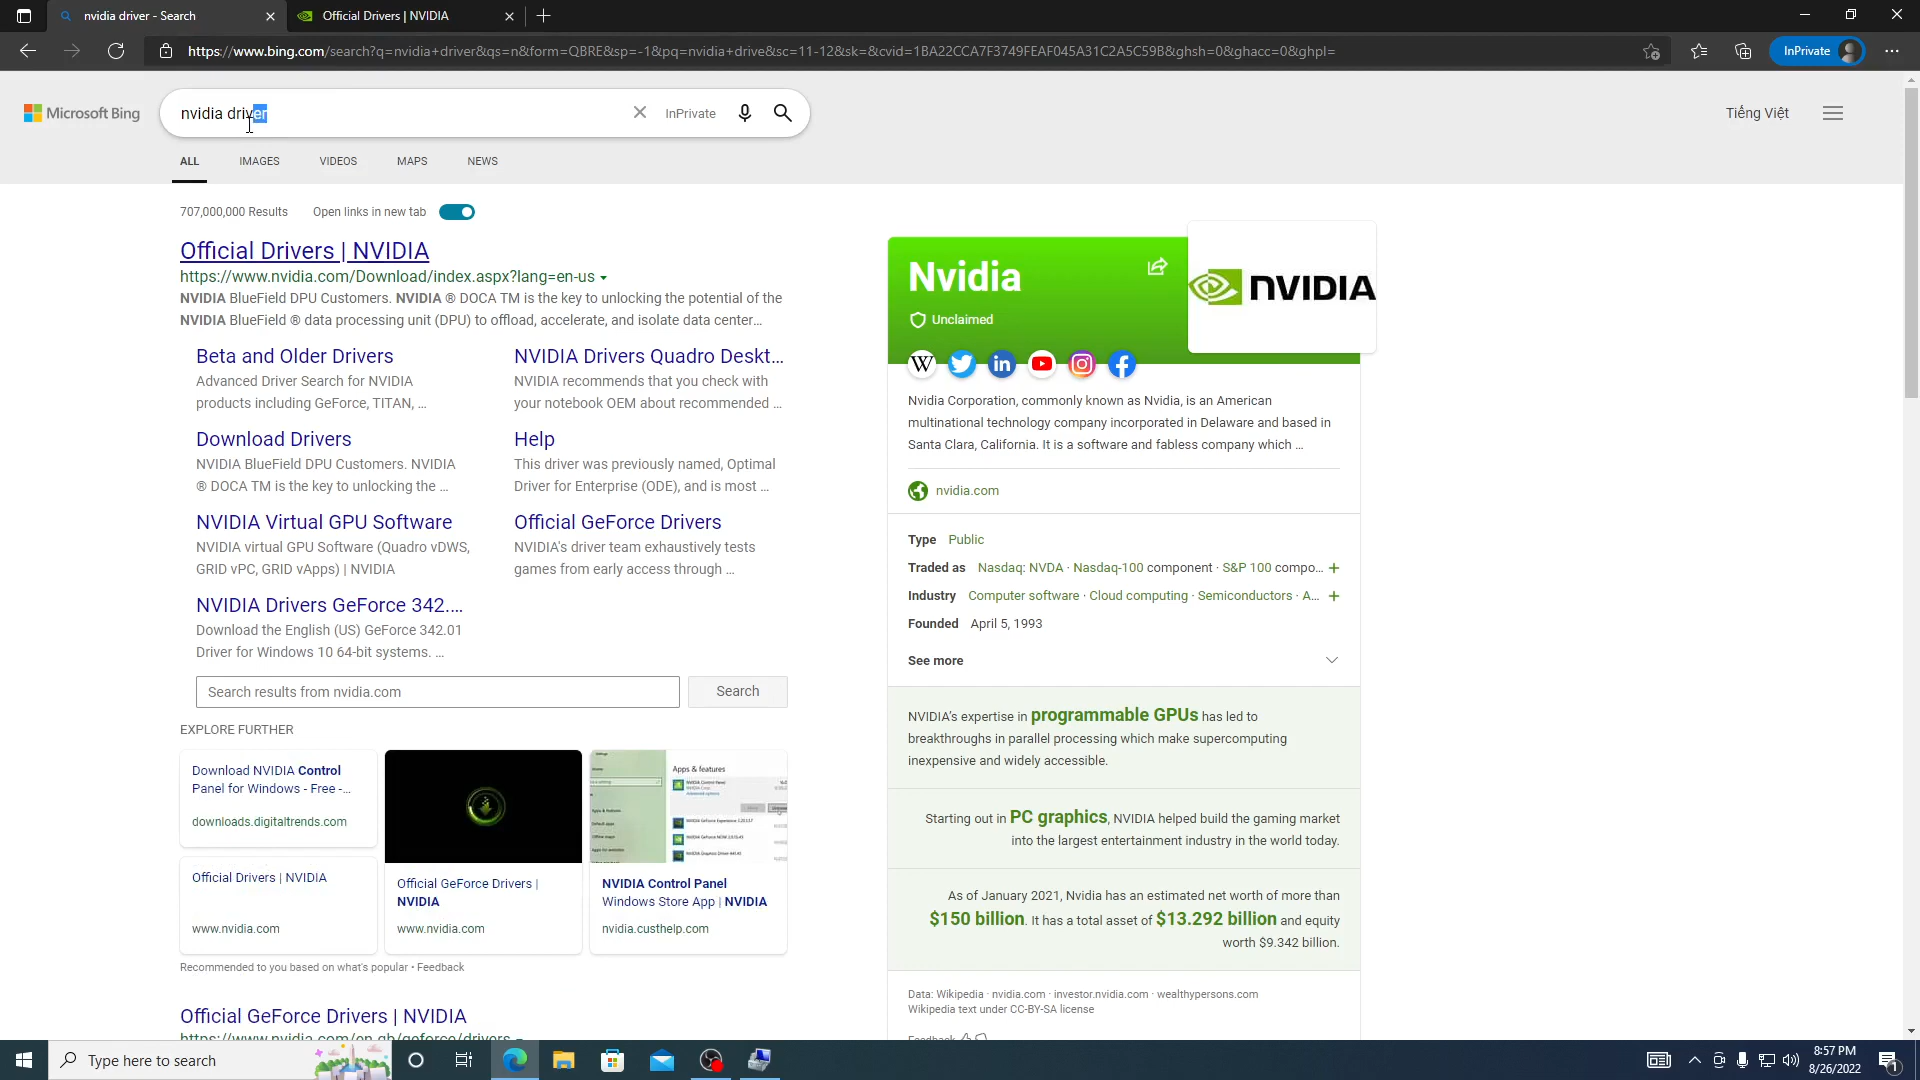 nvidia driver - Search
Official Drivers | NVIDIA
https://www.bing.com/search?q=nvidia+driver&qs=n&form=QBRE&sp=-1&pq=nvidia+drive&sc=11-12&sk=&cvid=1BA22CCA7F3749FEAF045A31C2A5C59B&ghsh=0&ghacc=0&ghpl=
InPrivate
Microsoft Bing
nvidia driver
InPrivate
Tiếng Việt
ALL
IMAGES
VIDEOS
MAPS
NEWS
707,000,000 Results
Open links in new tab
Official Drivers | NVIDIA
https://www.nvidia.com/Download/index.aspx?lang=en-us
NVIDIA BlueField DPU Customers. NVIDIA ® DOCA TM is the key to unlocking the potential of the
NVIDIA BlueField ® data processing unit (DPU) to offload, accelerate, and isolate data center…
Beta and Older Drivers
Advanced Driver Search for NVIDIA
products including GeForce, TITAN, …
NVIDIA Drivers Quadro Deskt…
NVIDIA recommends that you check with
your notebook OEM about recommended …
Download Drivers
NVIDIA BlueField DPU Customers. NVIDIA
® DOCA TM is the key to unlocking the …
Help
This driver was previously named, Optimal
Driver for Enterprise (ODE), and is most …
NVIDIA Virtual GPU Software
NVIDIA virtual GPU Software (Quadro vDWS,
GRID vPC, GRID vApps) | NVIDIA
Official GeForce Drivers
NVIDIA's driver team exhaustively tests
games from early access through …
NVIDIA Drivers GeForce 342.…
Download the English (US) GeForce 342.01
Driver for Windows 10 64-bit systems. …
Search results from nvidia.com
Search
EXPLORE FURTHER
Download NVIDIA Control
Panel for Windows - Free -…
downloads.digitaltrends.com
Official Drivers | NVIDIA
www.nvidia.com
Official GeForce Drivers |
NVIDIA
www.nvidia.com
Apps & features
NVIDIA Control Panel
Windows Store App | NVIDIA
nvidia.custhelp.com
Recommended to you based on what's popular • Feedback
Official GeForce Drivers | NVIDIA
https://www.nvidia.com/en-gb/geforce/drivers
Nvidia
Unclaimed
NVIDIA
Nvidia Corporation, commonly known as Nvidia, is an American
multinational technology company incorporated in Delaware and based in
Santa Clara, California. It is a software and fabless company which …
nvidia.com
Type Public
Traded as Nasdaq: NVDA · Nasdaq-100 component · S&P 100 compo…
Industry Computer software · Cloud computing · Semiconductors · A…
Founded April 5, 1993
See more
NVIDIA's expertise in programmable GPUs has led to
breakthroughs in parallel processing which make supercomputing
inexpensive and widely accessible.
Starting out in PC graphics, NVIDIA helped build the gaming market
into the largest entertainment industry in the world today.
As of January 2021, Nvidia has an estimated net worth of more than
$150 billion. It has a total asset of $13.292 billion and equity
worth $9.342 billion.
Data: Wikipedia · nvidia.com · investor.nvidia.com · wealthypersons.com
Wikipedia text under CC-BY-SA license
Feedback
Type here to search
8:57 PM
8/26/2022
1